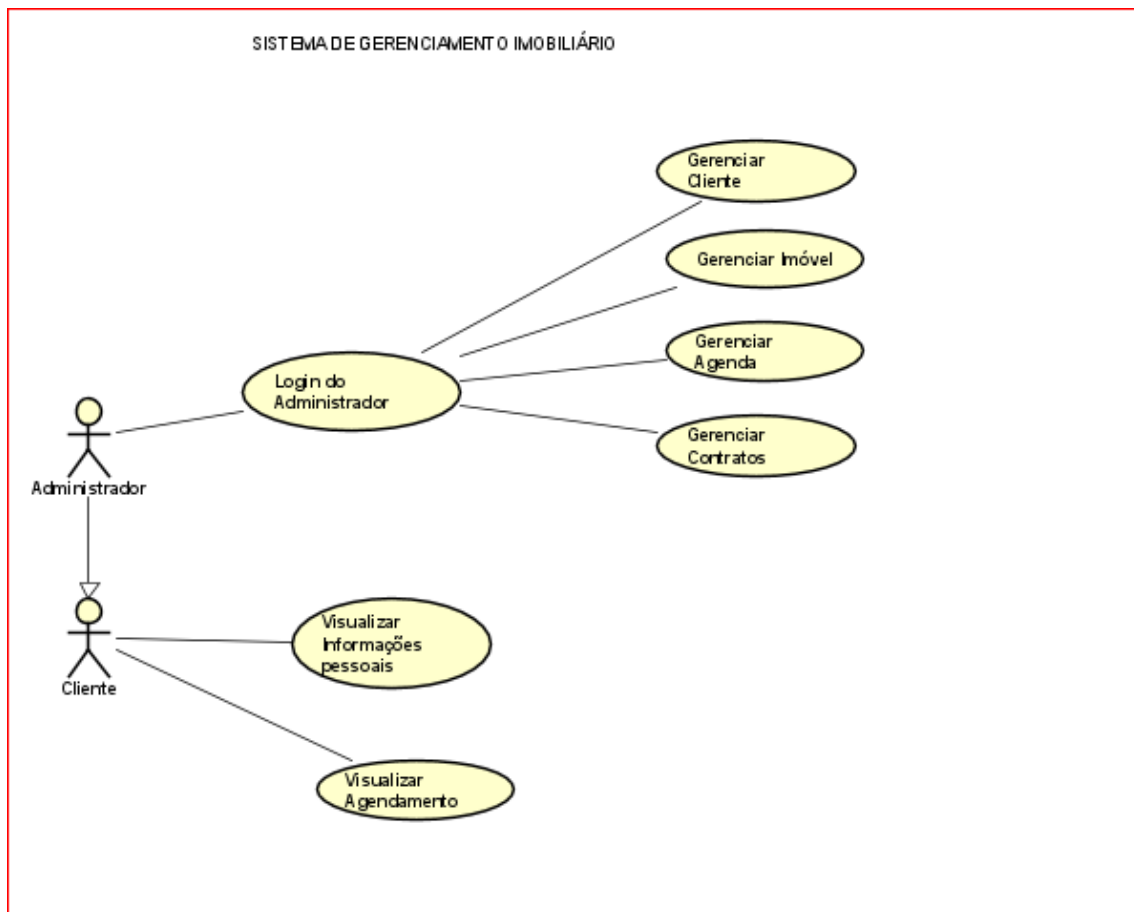 SISTEMA DE GERENCIAMENTO IMOBILIÁRIO
Gerenciar
Cliente
Gerenciar Imóvel
Gerenciar
Agenda
Login do
Administrador
Gerenciar
Contratos
Administrador
Visualizar
Informações
pessoais
Cliente
Visualizar
Agendamento